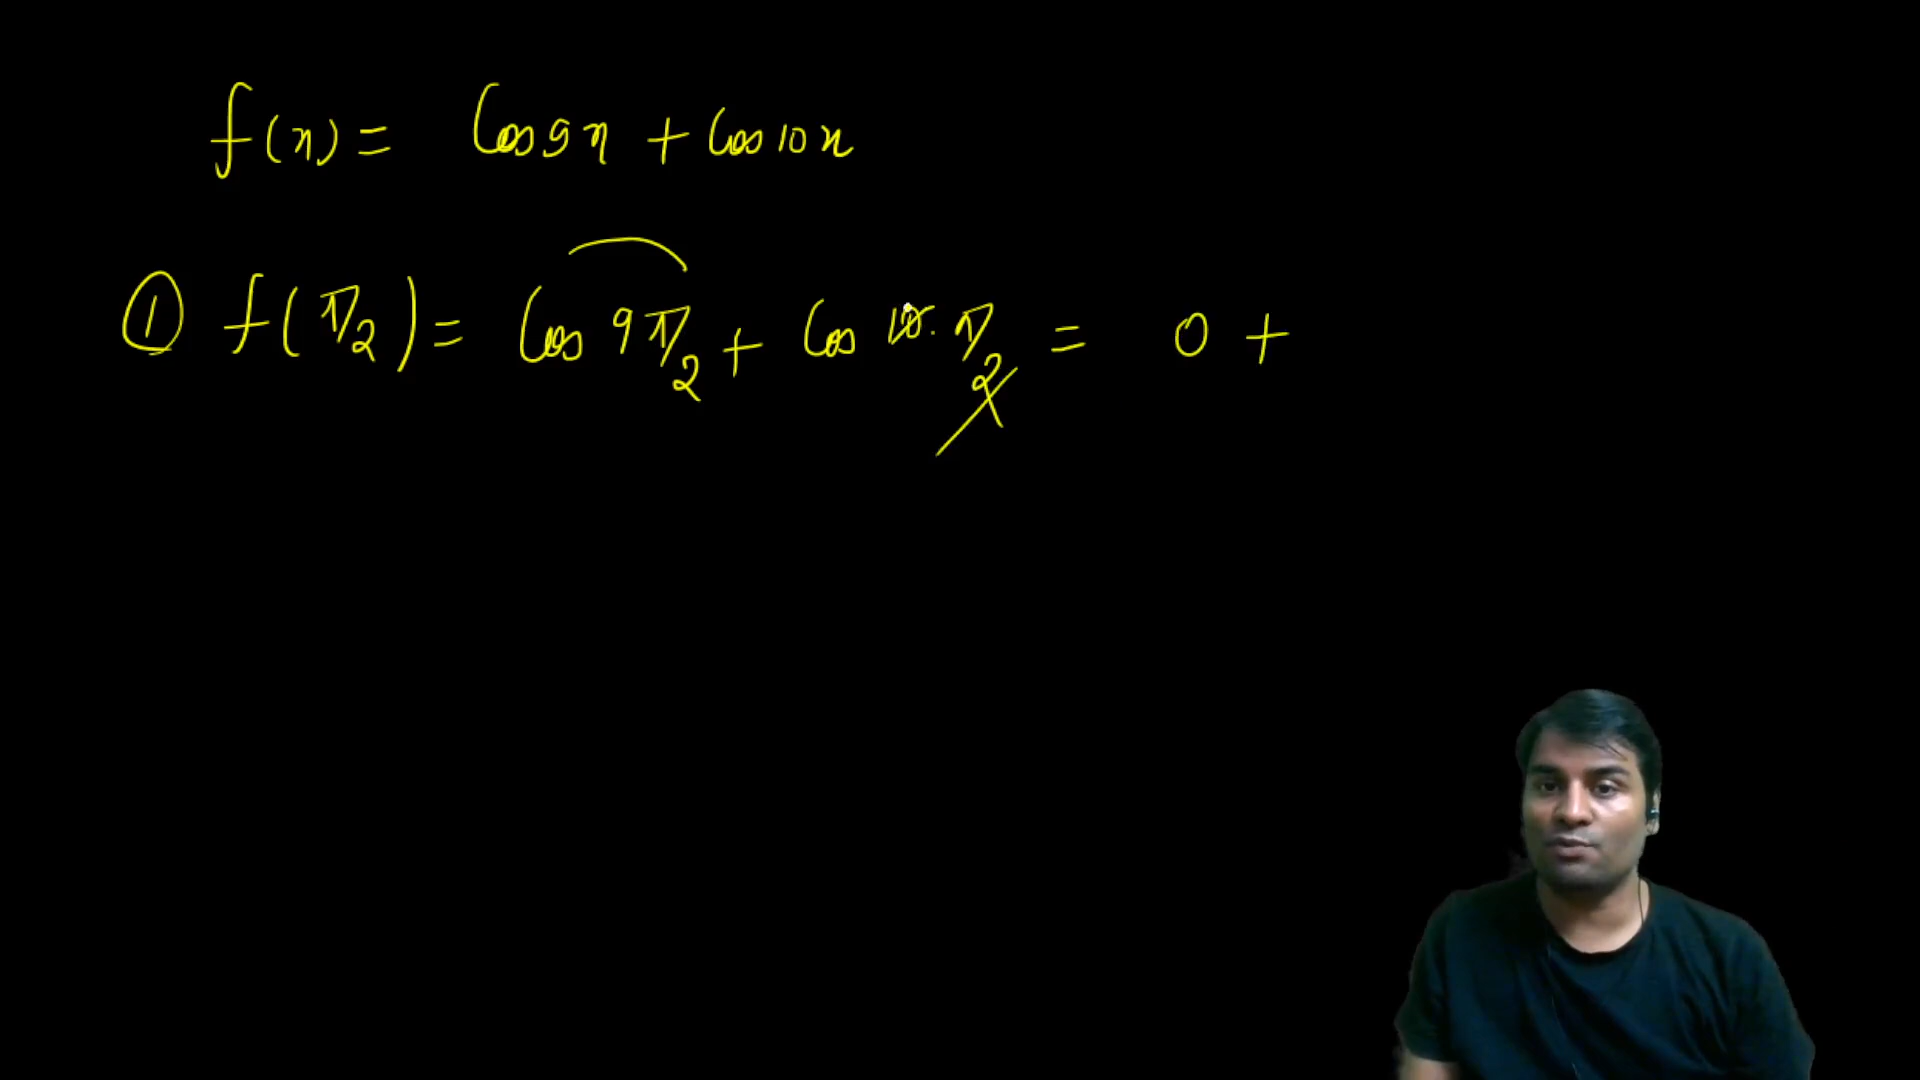 f(x) = Cos 9x + Cos 10x
① f(π/2) = Cos 9π/2 + Cos 10. π/2 = 0 +